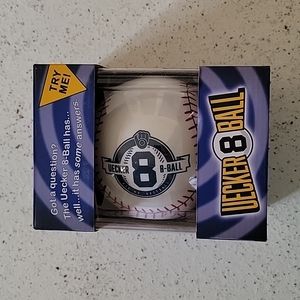 TRY
ME!
Got a question?
The Uecker 8-Ball has...
well...it has some answers.
UECKER 8 BALL
8
UECKER 8-BALL